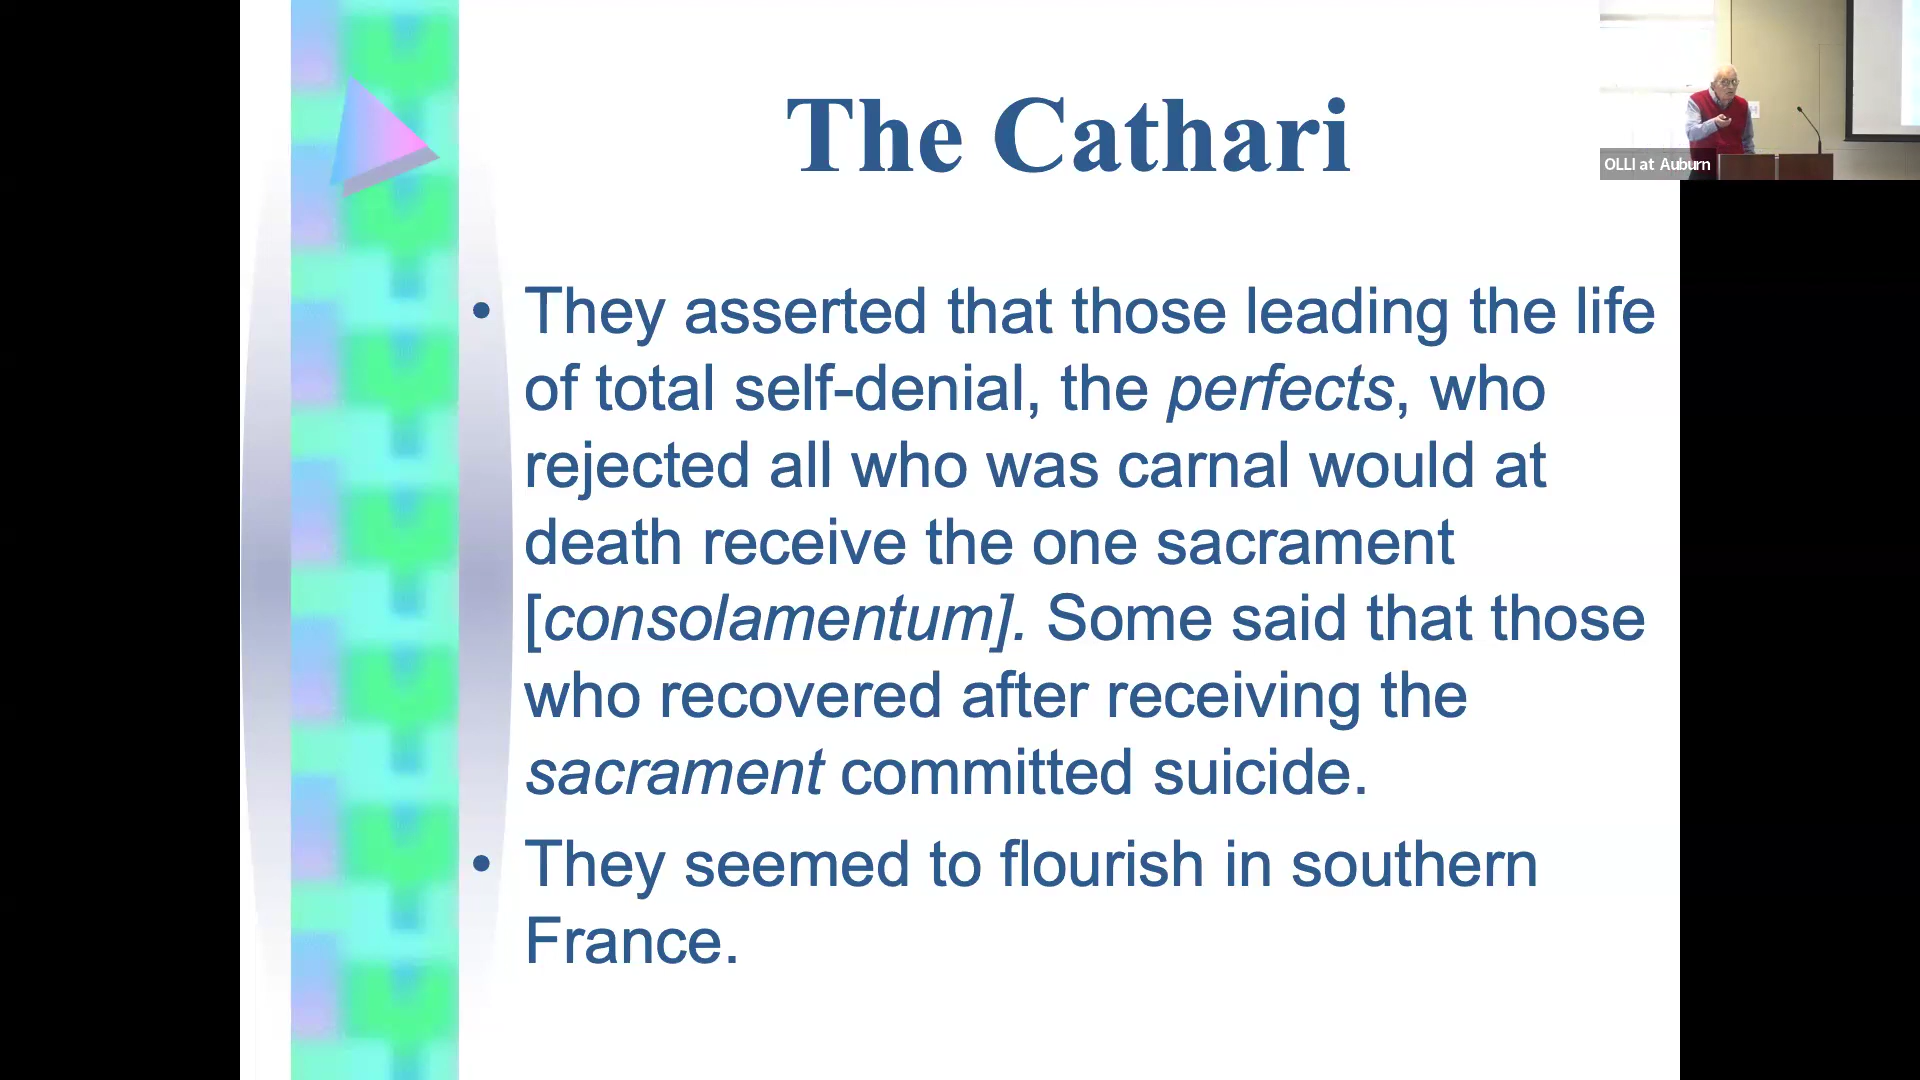 The Cathari
OLLI at Auburn
• They asserted that those leading the life
of total self-denial, the perfects, who
rejected all who was carnal would at
death receive the one sacrament
[consolamentum]. Some said that those
who recovered after receiving the
sacrament committed suicide.
• They seemed to flourish in southern
France.